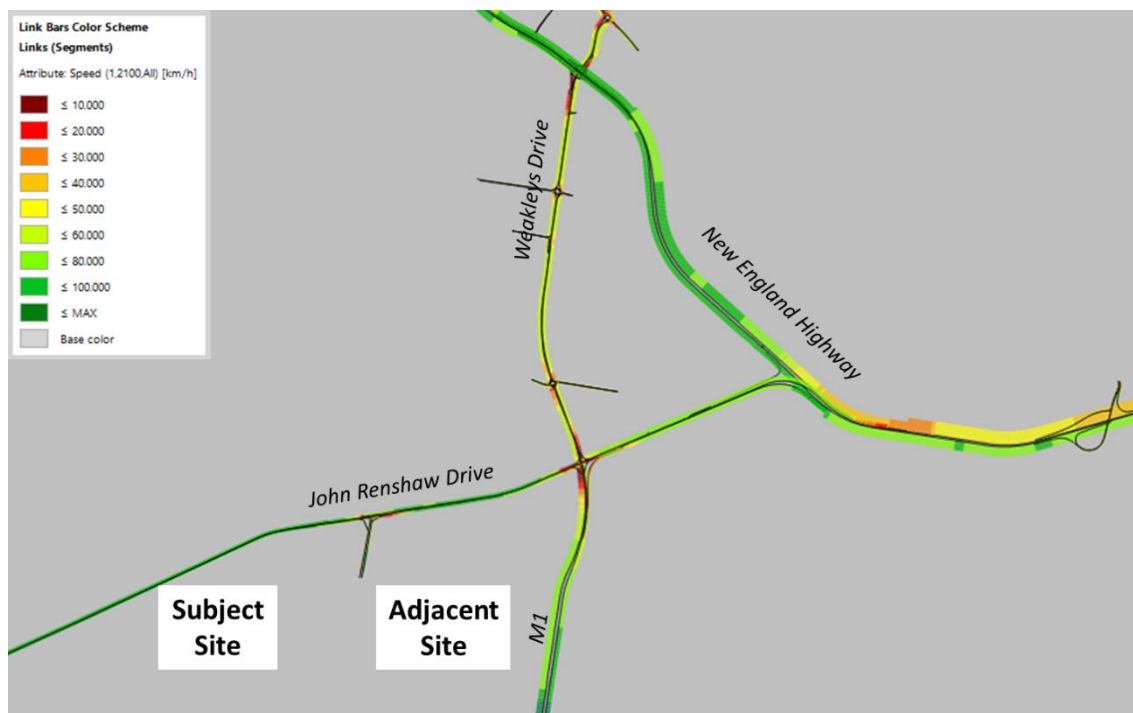 Link Bars Color Scheme
Links (Segments)
Attribute: Speed (1,2100,All) [km/h]
≤ 10.000
≤ 20.000
≤ 30.000
≤ 40.000
≤ 50.000
≤ 60.000
≤ 80.000
≤ 100.000
≤ MAX
Base color
Weakleys Drive
New England Highway
John Renshaw Drive
Subject
Site
Adjacent
Site
M1